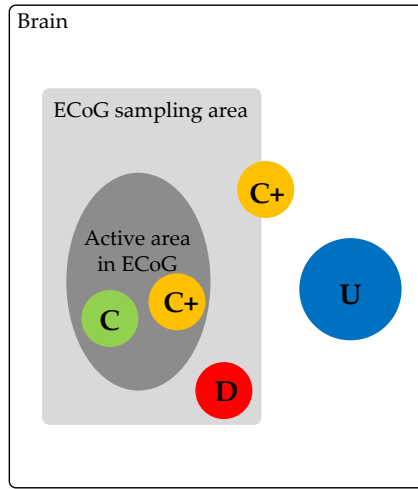 Brain
ECoG sampling area
C+
Active area
in ECoG
U
C+
C
D